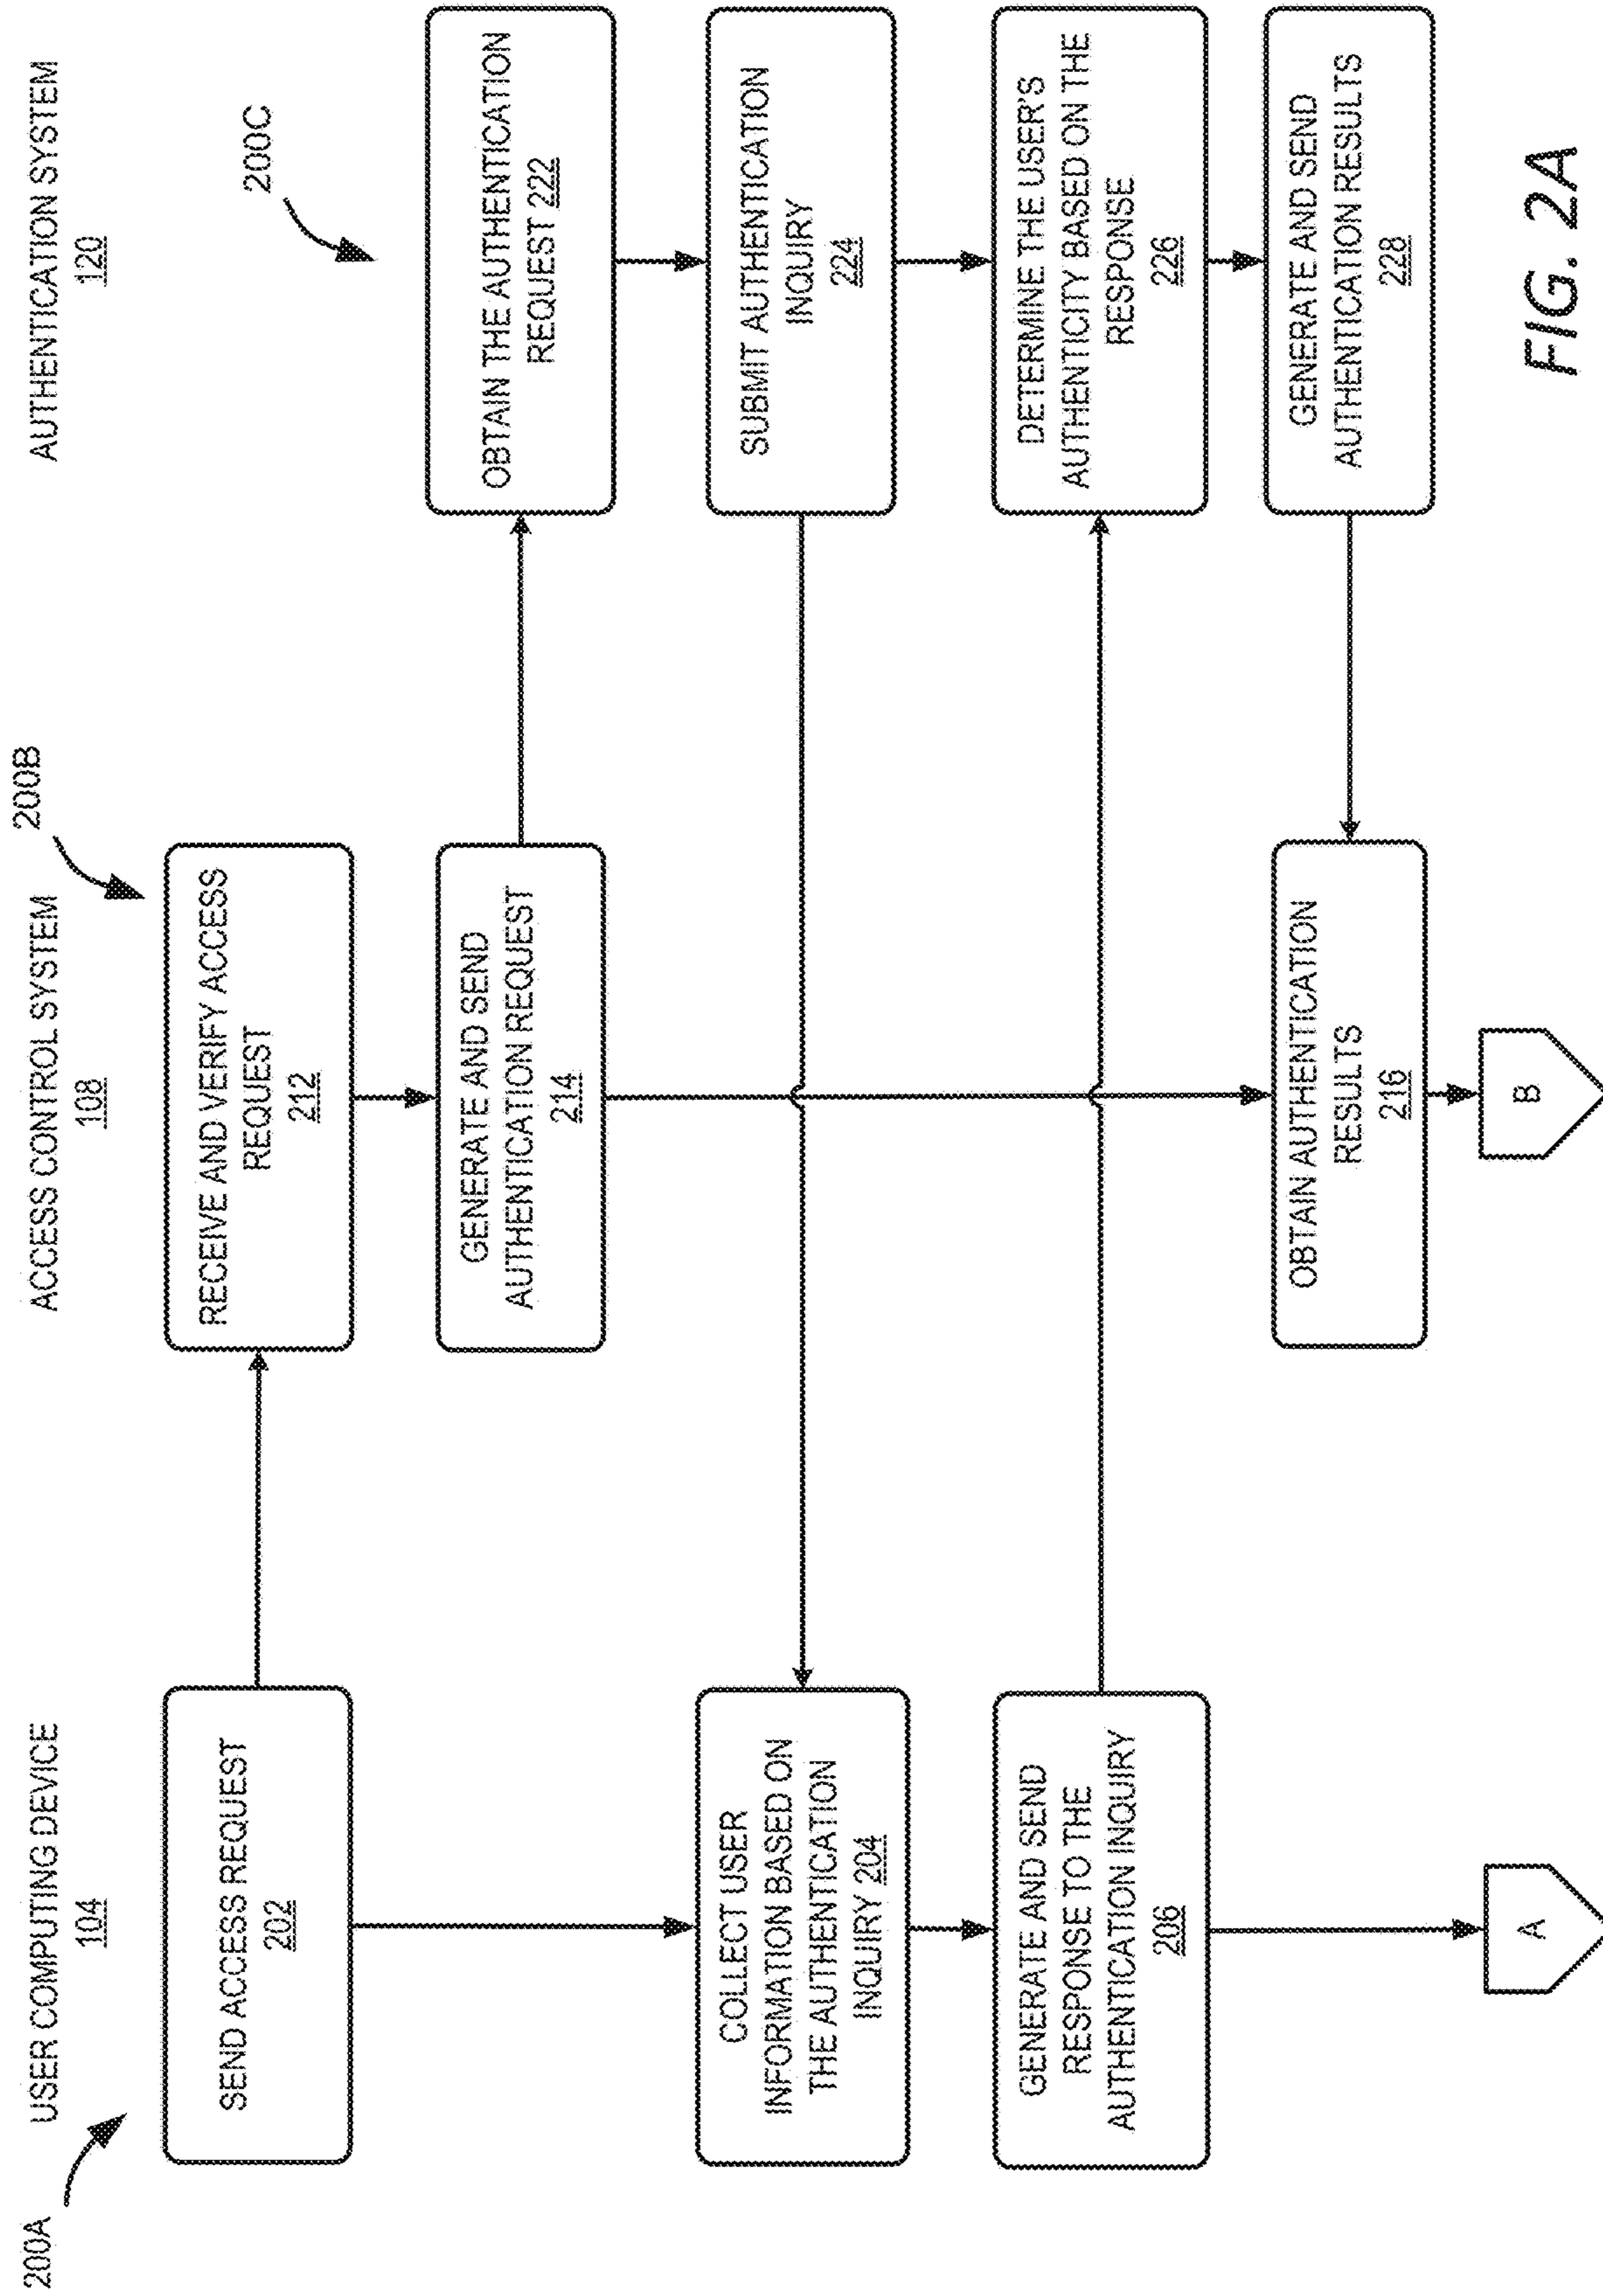 200A
USER COMPUTING DEVICE
104
SEND ACCESS REQUEST
202
COLLECT USER
INFORMATION BASED ON
THE AUTHENTICATION
INQUIRY 204
GENERATE AND SEND
RESPONSE TO THE
AUTHENTICATION INQUIRY
206
A
200B
ACCESS CONTROL SYSTEM
108
RECEIVE AND VERIFY ACCESS
REQUEST
212
GENERATE AND SEND
AUTHENTICATION REQUEST
214
OBTAIN AUTHENTICATION
RESULTS
216
B
AUTHENTICATION SYSTEM
120
200C
OBTAIN THE AUTHENTICATION
REQUEST 222
SUBMIT AUTHENTICATION
INQUIRY
224
DETERMINE THE USER'S
AUTHENTICITY BASED ON THE
RESPONSE
226
GENERATE AND SEND
AUTHENTICATION RESULTS
228
FIG. 2A